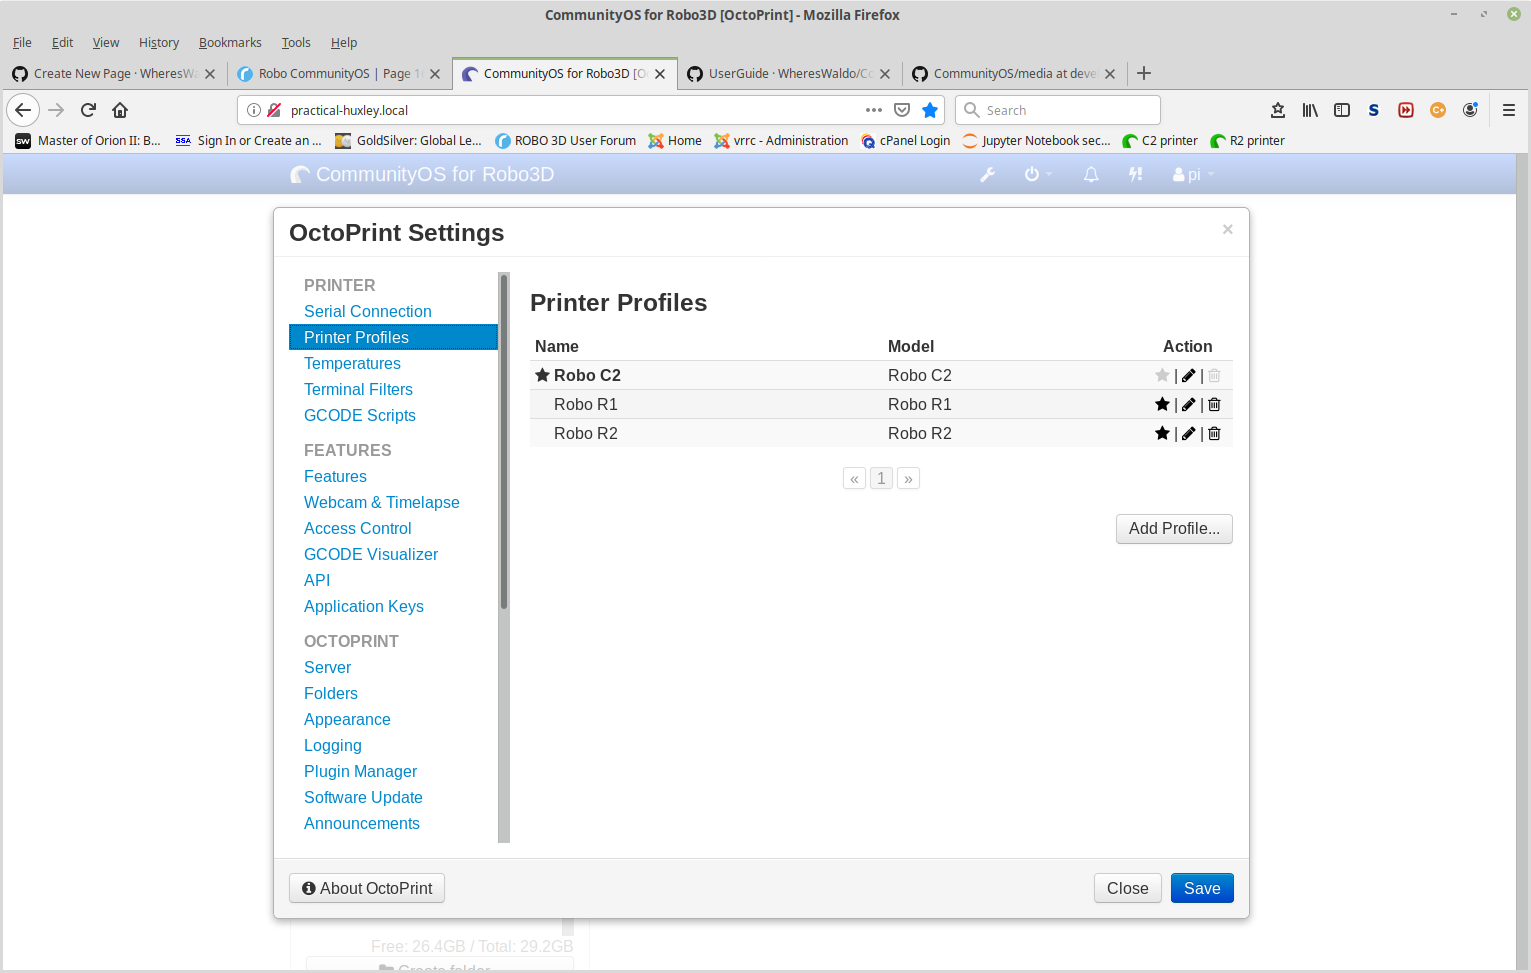 CommunityOS for Robo3D [OctoPrint] - Mozilla Firefox
File Edit View History Bookmarks Tools Help
Create New Page · WheresWa Robo CommunityOS | Page 1 CommunityOS for Robo3D [O UserGuide · WheresWaldo/Co CommunityOS/media at deve
practical-huxley.local Search
Master of Orion II: B... Sign In or Create an ... GoldSilver: Global Le... ROBO 3D User Forum Home vrrc - Administration cPanel Login Jupyter Notebook sec... C2 printer R2 printer
CommunityOS for Robo3D pi
OctoPrint Settings ×
PRINTER
Serial Connection
Printer Profiles
Temperatures
Terminal Filters
GCODE Scripts
FEATURES
Features
Webcam & Timelapse
Access Control
GCODE Visualizer
API
Application Keys
OCTOPRINT
Server
Folders
Appearance
Logging
Plugin Manager
Software Update
Announcements
Printer Profiles
Name Model Action
Robo C2 Robo C2 | |
Robo R1 Robo R1 | |
Robo R2 Robo R2 | |
« 1 »
Add Profile...
About OctoPrint Close Save
Free: 26.4GB / Total: 29.2GB
Create folder